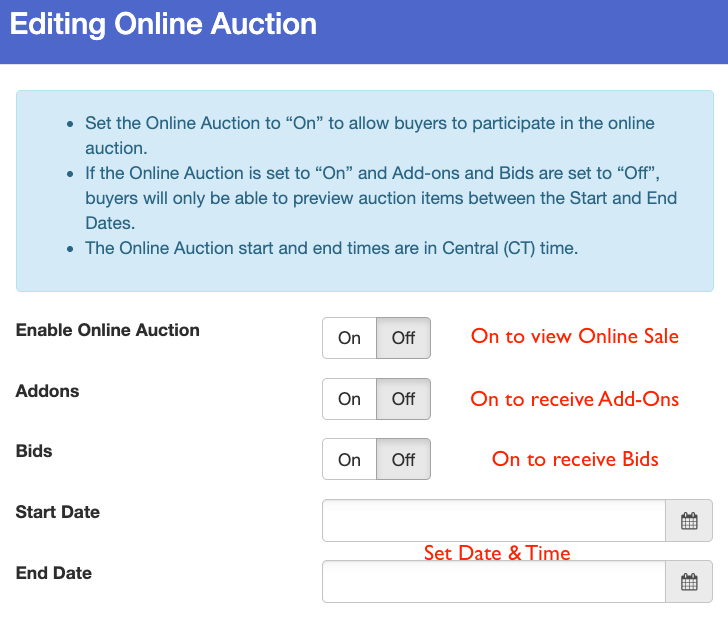 Editing Online Auction
• Set the Online Auction to “On” to allow buyers to participate in the online
auction.
• If the Online Auction is set to “On” and Add-ons and Bids are set to “Off”,
buyers will only be able to preview auction items between the Start and End
Dates.
• The Online Auction start and end times are in Central (CT) time.
Enable Online Auction On Off On to view Online Sale
Addons On Off On to receive Add-Ons
Bids On Off On to receive Bids
Start Date
Set Date & Time
End Date